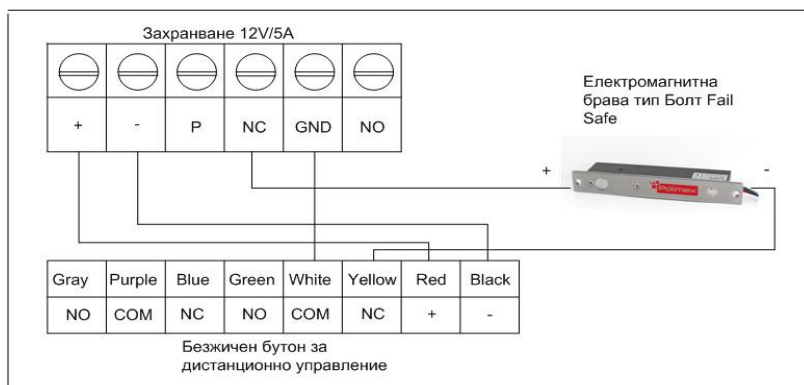 Захранване 12V/5A
+ - P NC GND NO
Електромагнитна
брава тип Болт Fail
Safe
+ -
Polimex
Gray Purple Blue Green White Yellow Red Black
NO COM NC NO COM NC + -
Безжичен бутон за
дистанционно управление